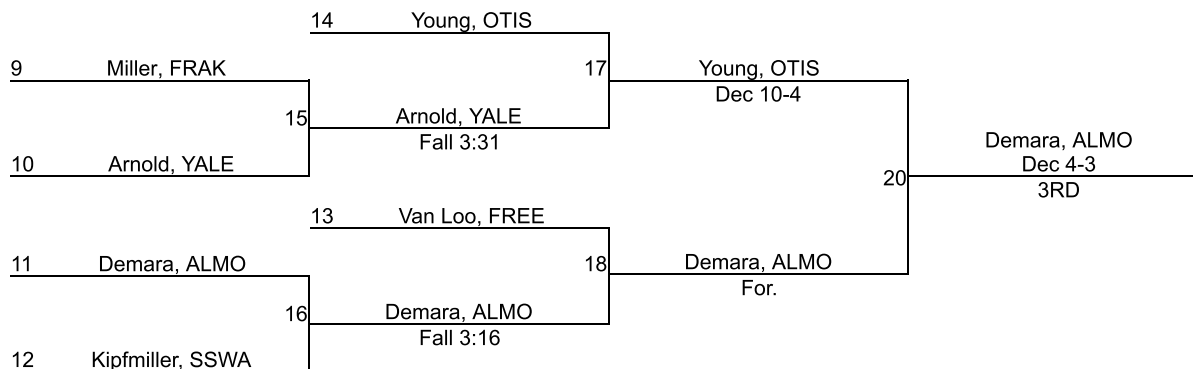 14 Young, OTIS
9 Miller, FRAK
17 Young, OTIS
Dec 10-4
15 Arnold, YALE
Fall 3:31
10 Arnold, YALE
Demara, ALMO
20 Dec 4-3
3RD
13 Van Loo, FREE
11 Demara, ALMO
18 Demara, ALMO
For.
16 Demara, ALMO
Fall 3:16
12 Kipfmiller, SSWA